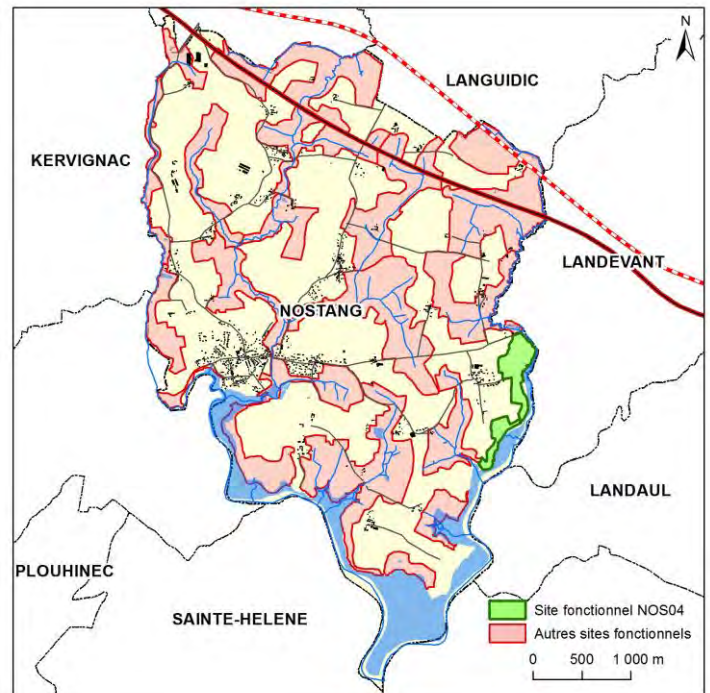 N
LANGUIDIC
KERVIGNAC
LANDEVANT
NOSTANG
LANDAUL
PLOUHINEC
SAINTE-HELENE
Site fonctionnel NOS04
Autres sites fonctionnels
0 500 1 000 m